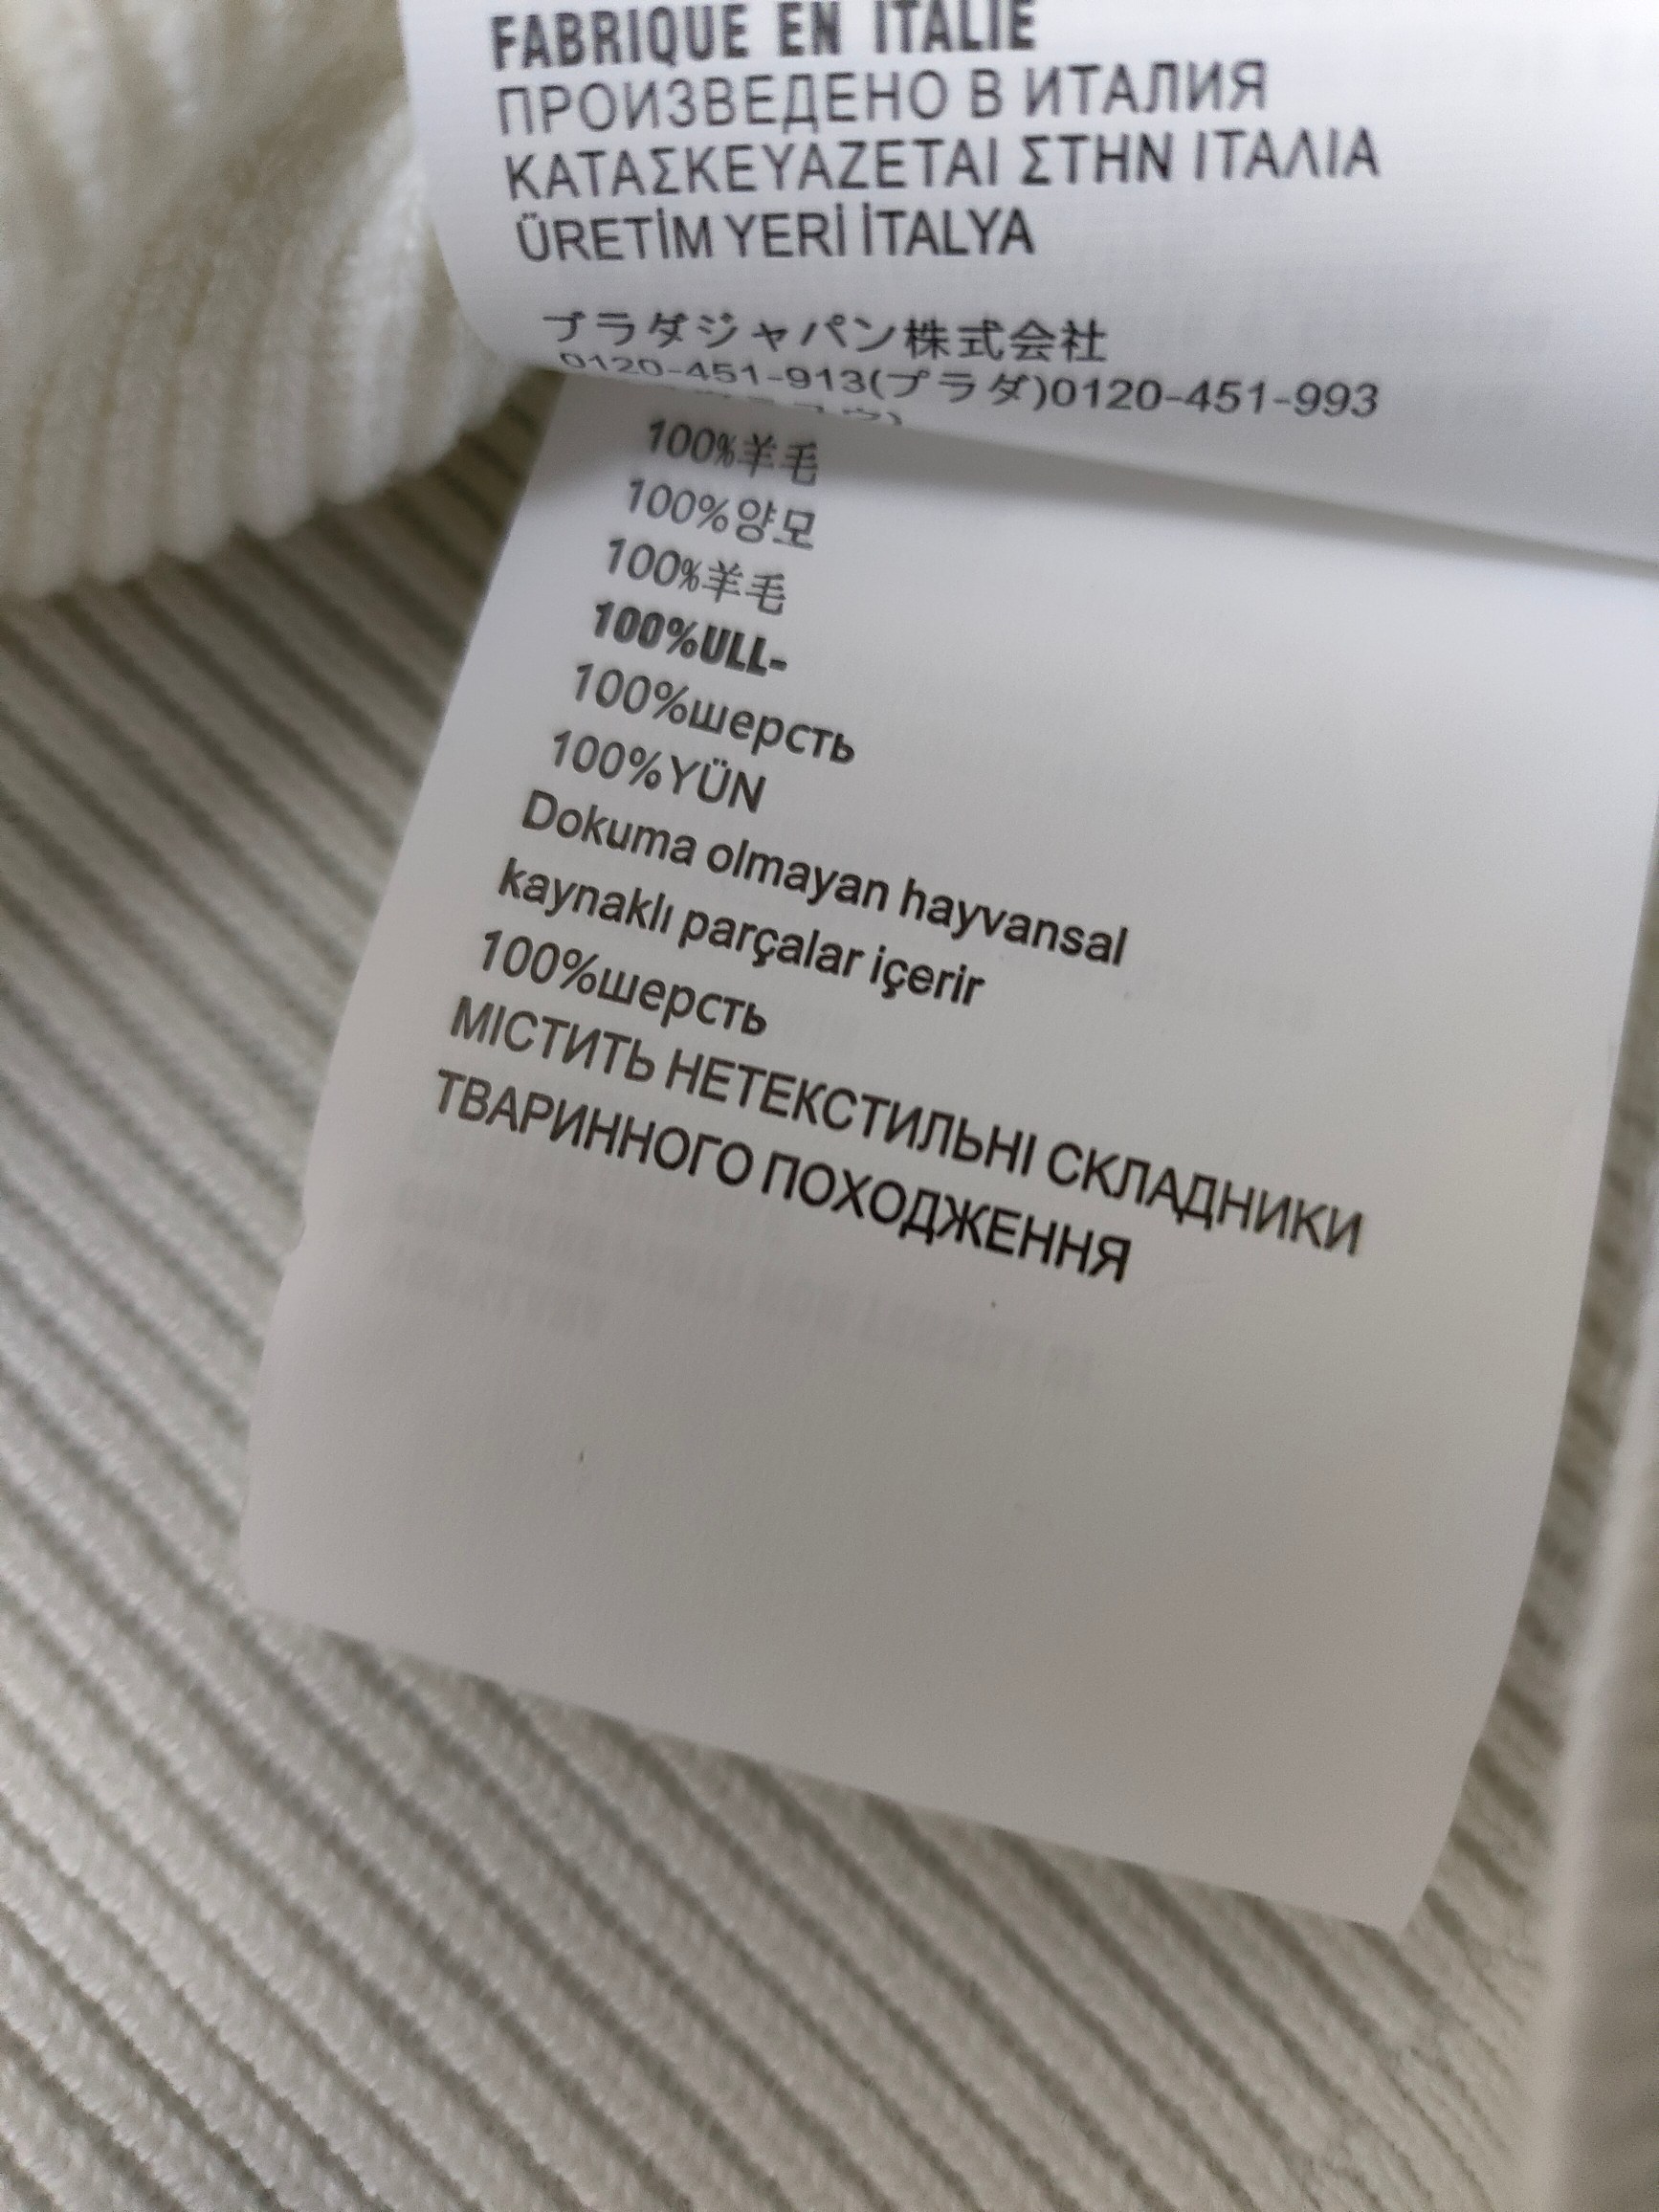 FABRIQUE EN ITALIE
ПРОИЗВЕДЕНО В ИТАЛИЯ
ΚΑΤΑΣΚΕΥΑΖΕΤΑΙ ΣΤΗΝ ΙΤΑΛΙΑ
ÜRETİM YERİ İTALYA
プラダジャパン株式会社
0120-451-913(プラダ)0120-451-993
100%羊毛
100%양모
100%羊毛
100%ULL-
100%шерсть
100%YÜN
Dokuma olmayan hayvansal
kaynaklı parçalar içerir
100%шерсть
МІСТИТЬ НЕТЕКСТИЛЬНІ СКЛАДНИКИ
ТВАРИННОГО ПОХОДЖЕННЯ